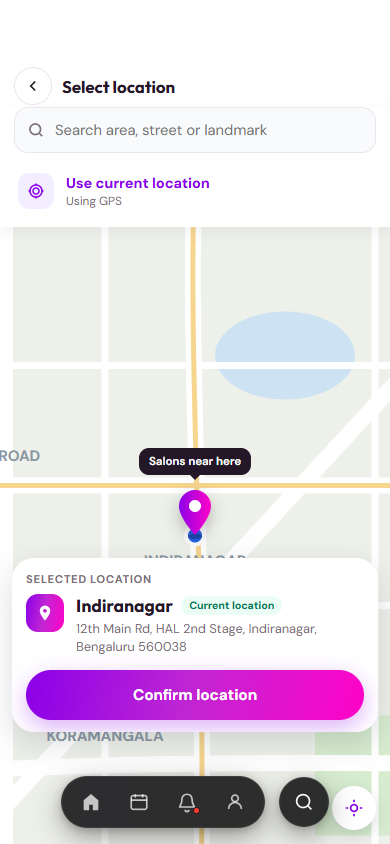 Select location
Search area, street or landmark
Use current location
Using GPS
ROAD
Salons near here
SELECTED LOCATION
Indiranagar Current location
12th Main Rd, HAL 2nd Stage, Indiranagar,
Bengaluru 560038
Confirm location
KORAMANGALA